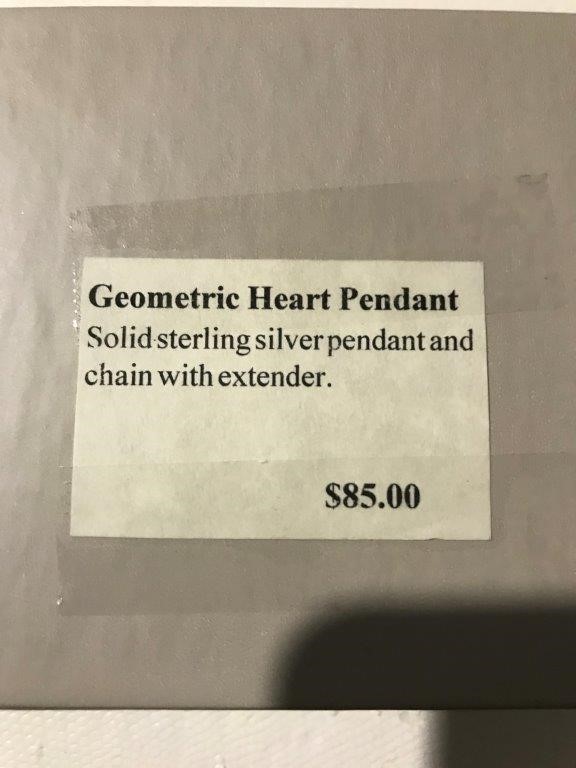 Geometric Heart Pendant
Solid sterling silver pendant and
chain with extender.
$85.00